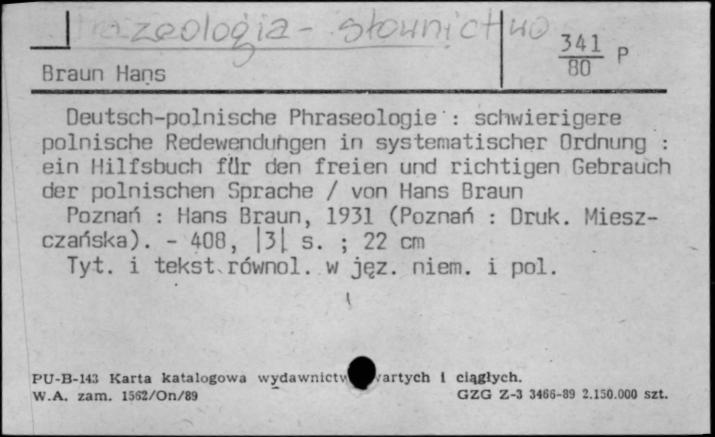 frazeologia - słownictwo
341
80 P
Braun Hans
Deutsch-polnische Phraseologie : schwierigere
polnische Redewendungen in systematischer Ordnung :
ein Hilfsbuch für den freien und richtigen Gebrauch
der polnischen Sprache / von Hans Braun
Poznań : Hans Braun, 1931 (Poznań : Druk. Miesz-
czańska). - 408, |3| s. ; 22 cm
Tyt. i tekst równol. w jęz. niem. i pol.
PU-B-143 Karta katalogowa wydawnictw zwartych i ciągłych.
W.A. zam. 1562/On/89 GZG Z-3 3466-89 2.150.000 szt.